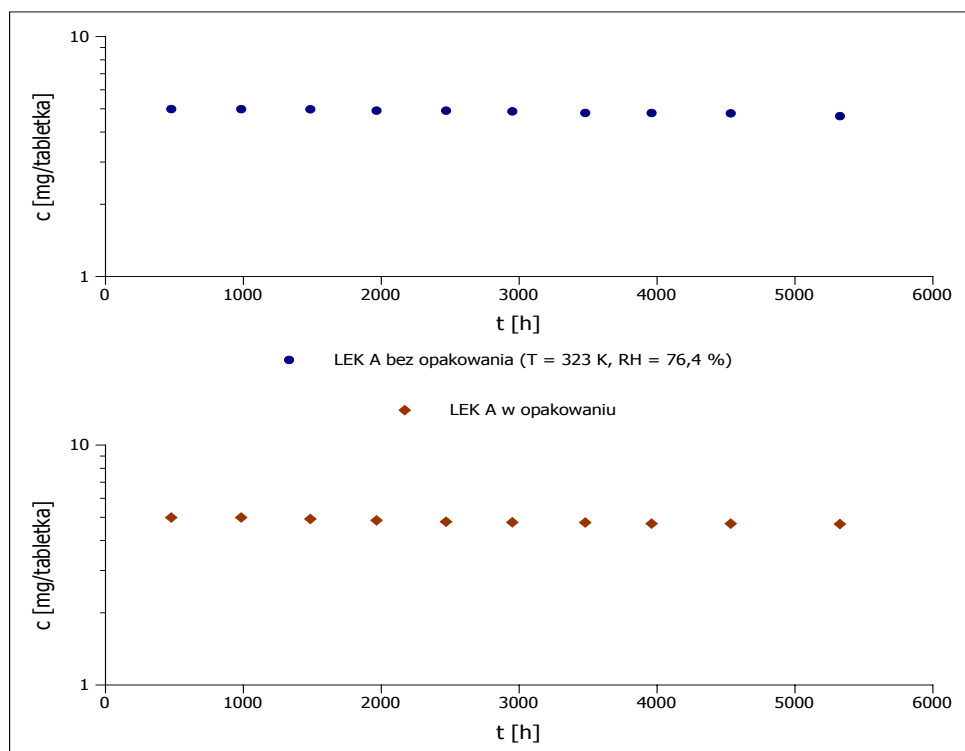 10
c [mg/tabletka]
1
0 1000 2000 3000 4000 5000 6000
t [h]
LEK A bez opakowania (T = 323 K, RH = 76,4 %)
LEK A w opakowaniu
10
c [mg/tabletka]
1
0 1000 2000 3000 4000 5000 6000
t [h]